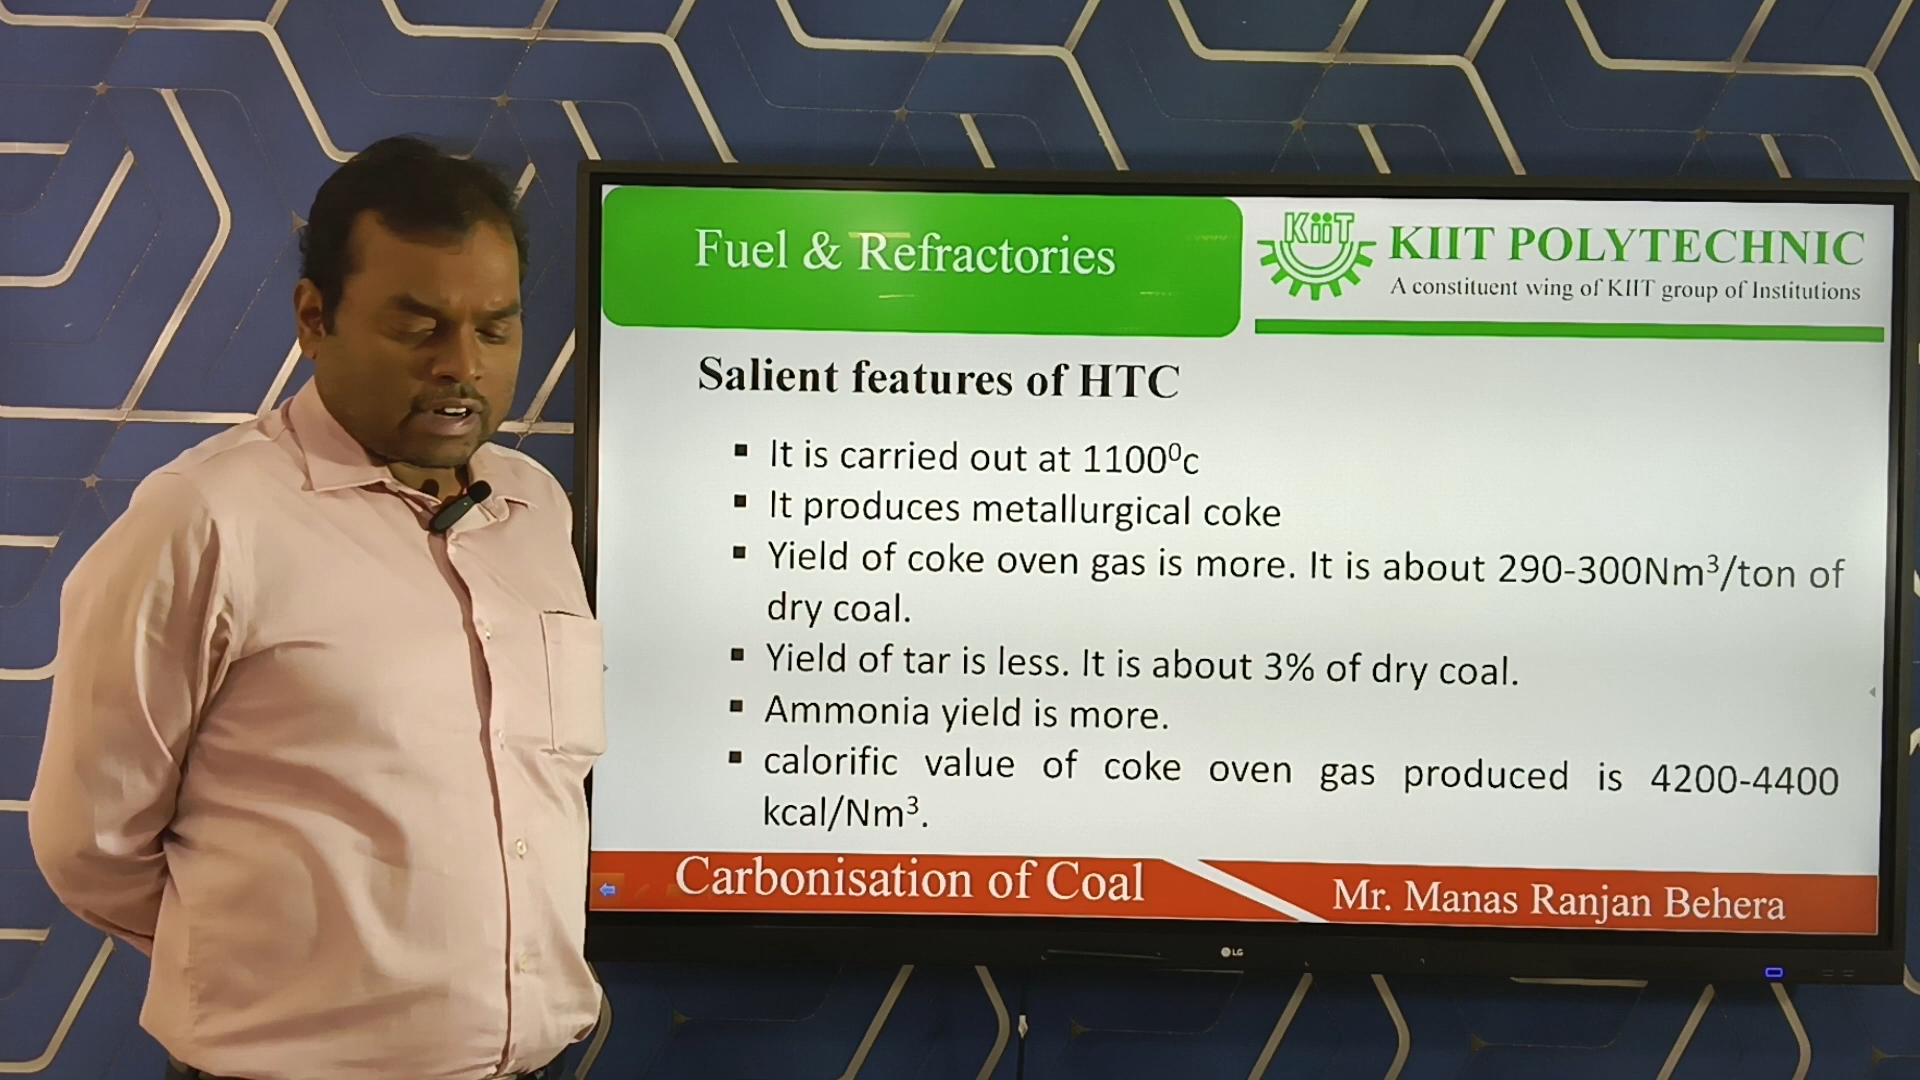 Fuel & Refractories
KiiT
KIIT POLYTECHNIC
A constituent wing of KIIT group of Institutions
Salient features of HTC
▪ It is carried out at 1100⁰c
▪ It produces metallurgical coke
▪ Yield of coke oven gas is more. It is about 290-300Nm³/ton of
dry coal.
▪ Yield of tar is less. It is about 3% of dry coal.
▪ Ammonia yield is more.
▪ calorific value of coke oven gas produced is 4200-4400
kcal/Nm³.
Carbonisation of Coal
Mr. Manas Ranjan Behera
LG